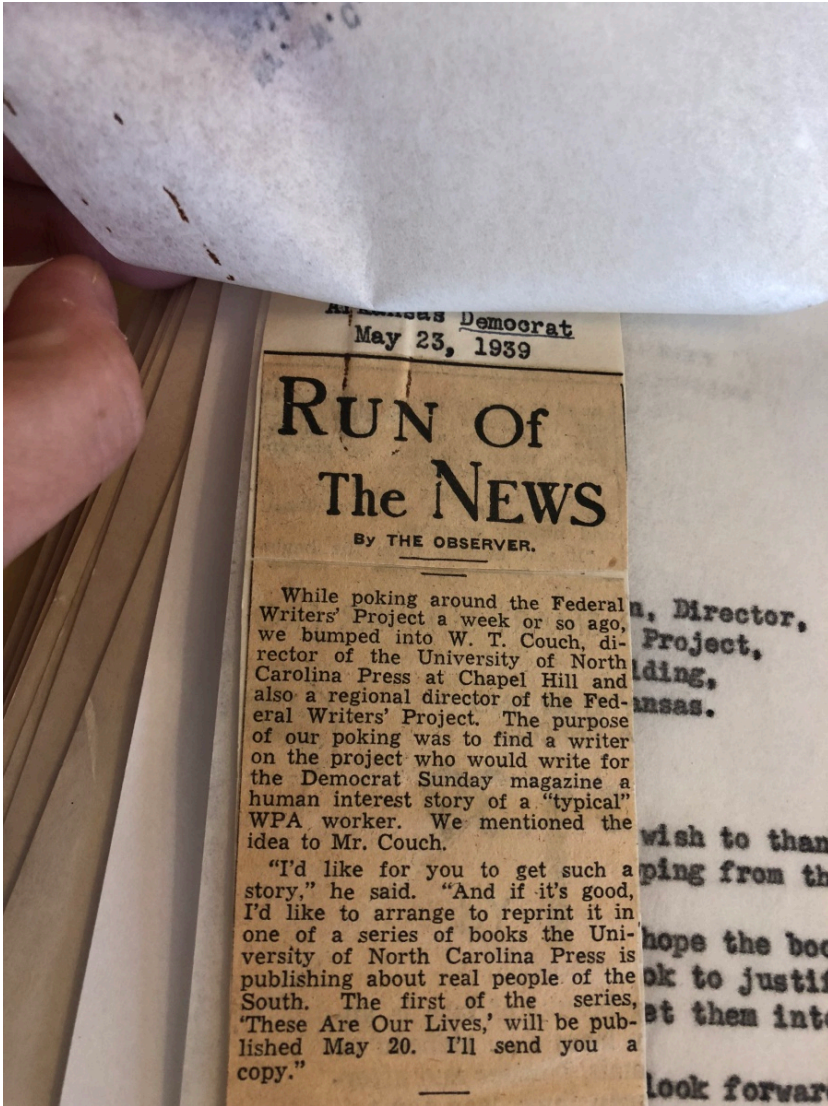 Arkansas Democrat
May 23, 1939
RUN Of
The NEWS
By THE OBSERVER.
While poking around the Federal
Writers' Project a week or so ago,
we bumped into W. T. Couch, di-
rector of the University of North
Carolina Press at Chapel Hill and
also a regional director of the Fed-
eral Writers' Project. The purpose
of our poking was to find a writer
on the project who would write for
the Democrat Sunday magazine a
human interest story of a "typical"
WPA worker. We mentioned the
idea to Mr. Couch.
"I'd like for you to get such a
story," he said. "And if it's good,
I'd like to arrange to reprint it in
one of a series of books the Uni-
versity of North Carolina Press is
publishing about real people of the
South. The first of the series,
'These Are Our Lives,' will be pub-
lished May 20. I'll send you a
copy."
n, Director,
Project,
lding,
ansas.
wish to than
ping from th
hope the boo
ok to justif
et them into
look forward